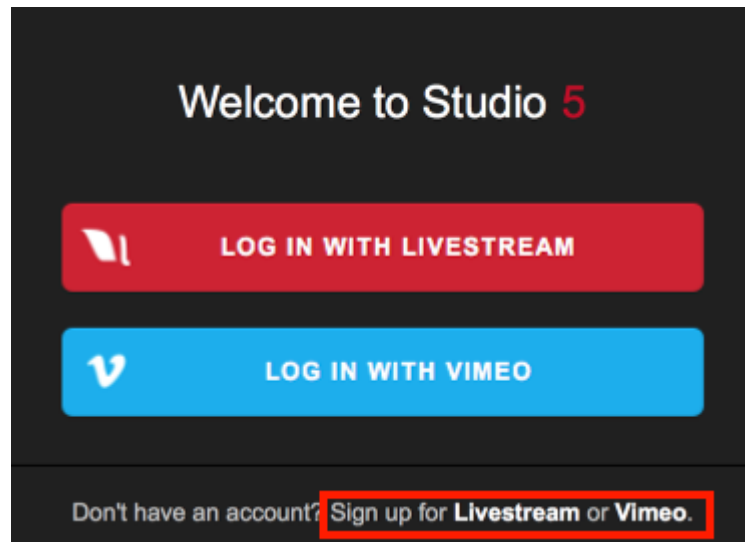 Welcome to Studio 5
LOG IN WITH LIVESTREAM
LOG IN WITH VIMEO
Don't have an account? Sign up for Livestream or Vimeo.